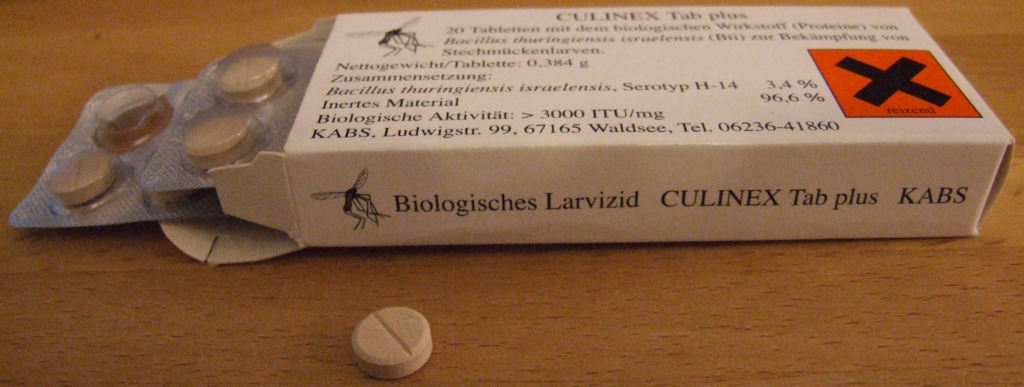 CULINEX Tab plus
20 Tabletten mit dem biologischen Wirkstoff (Proteine) von
Bacillus thuringiensis israelensis (Bti) zur Bekämpfung von
Stechmückenlarven.
Nettogewicht/Tablette: 0,384 g
Zusammensetzung:
Bacillus thuringiensis israelensis, Serotyp H-14 3,4 %
Inertes Material 96,6 %
Biologische Aktivität: > 3000 ITU/mg
KABS, Ludwigstr. 99, 67165 Waldsee, Tel. 06236-41860
reizend
Biologisches Larvizid CULINEX Tab plus KABS